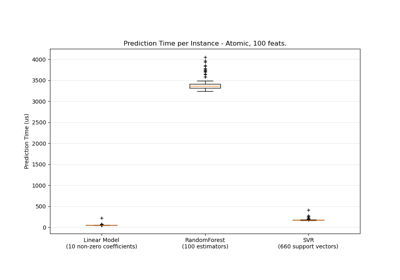 Prediction Time per Instance - Atomic, 100 feats.
Prediction Time (us)
4000
3500
3000
2500
2000
1500
1000
500
0
Linear Model
(10 non-zero coefficients)
RandomForest
(100 estimators)
SVR
(660 support vectors)